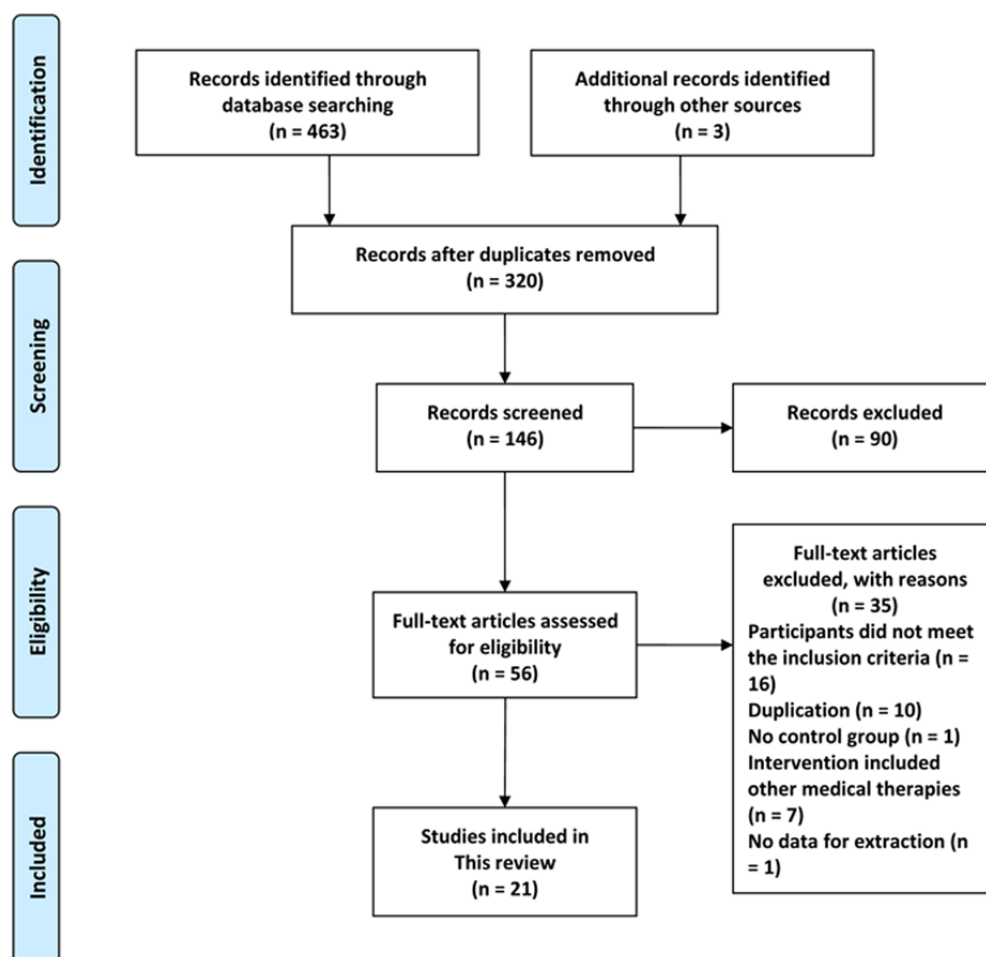 Identification
Records identified through
database searching
(n = 463)
Additional records identified
through other sources
(n = 3)
Records after duplicates removed
(n = 320)
Screening
Records screened
(n = 146)
Records excluded
(n = 90)
Eligibility
Full-text articles assessed
for eligibility
(n = 56)
Full-text articles
excluded, with reasons
(n = 35)
Participants did not meet
the inclusion criteria (n =
16)
Duplication (n = 10)
No control group (n = 1)
Intervention included
other medical therapies
(n = 7)
No data for extraction (n
= 1)
Included
Studies included in
This review
(n = 21)